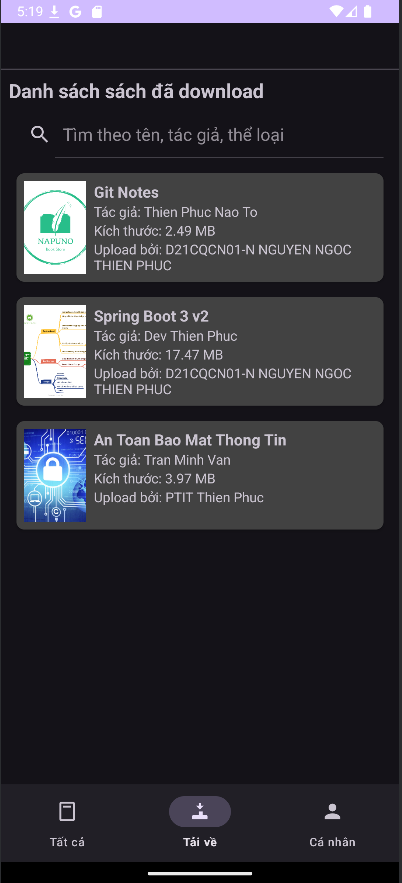 5:19
Danh sách sách đã download
Tìm theo tên, tác giả, thể loại
NAPUNO
Git Notes
Tác giả: Thien Phuc Nao To
Kích thước: 2.49 MB
Upload bởi: D21CQCN01-N NGUYEN NGOC
THIEN PHUC
Spring Boot 3 v2
Tác giả: Dev Thien Phuc
Kích thước: 17.47 MB
Upload bởi: D21CQCN01-N NGUYEN NGOC
THIEN PHUC
An Toan Bao Mat Thong Tin
Tác giả: Tran Minh Van
Kích thước: 3.97 MB
Upload bởi: PTIT Thien Phuc
Tất cả
Tải về
Cá nhân